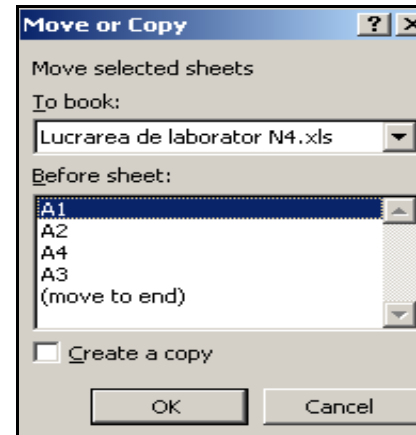 Move or Copy
Move selected sheets
To book:
Lucrarea de laborator N4.xls
Before sheet:
A1
A2
A4
A3
(move to end)
Create a copy
OK Cancel